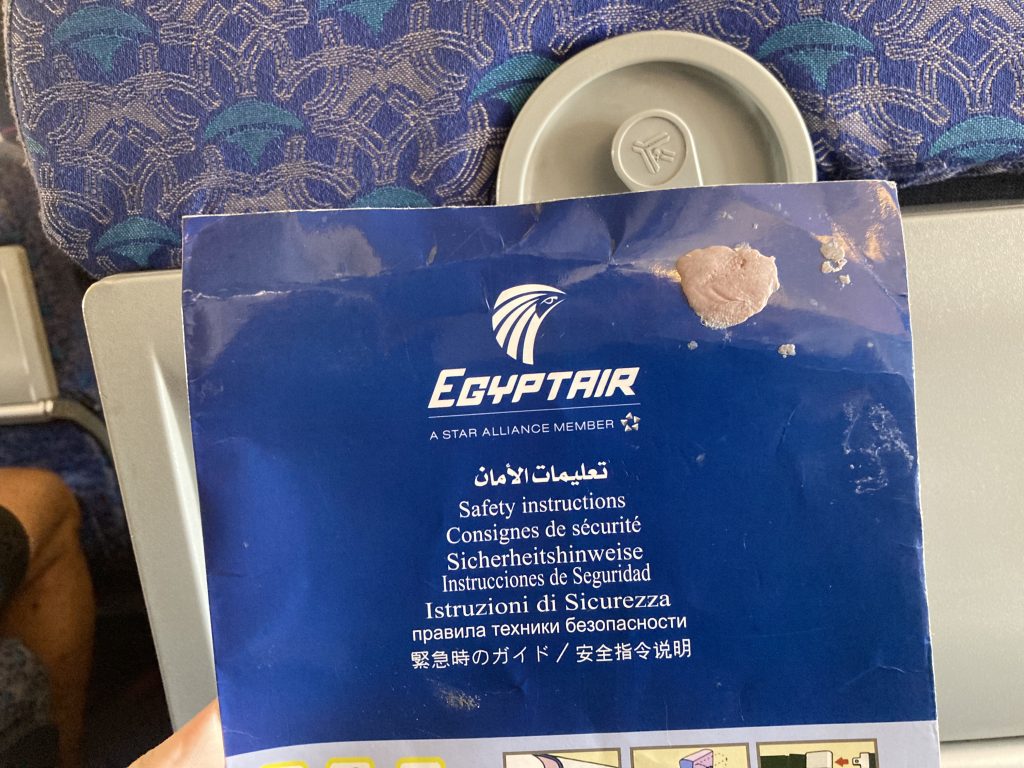 EGYPTAIR
A STAR ALLIANCE MEMBER
تعليمات الأمان
Safety instructions
Consignes de sécurité
Sicherheitshinweise
Instrucciones de Seguridad
Istruzioni di Sicurezza
правила техники безопасности
緊急時のガイド / 安全指令说明